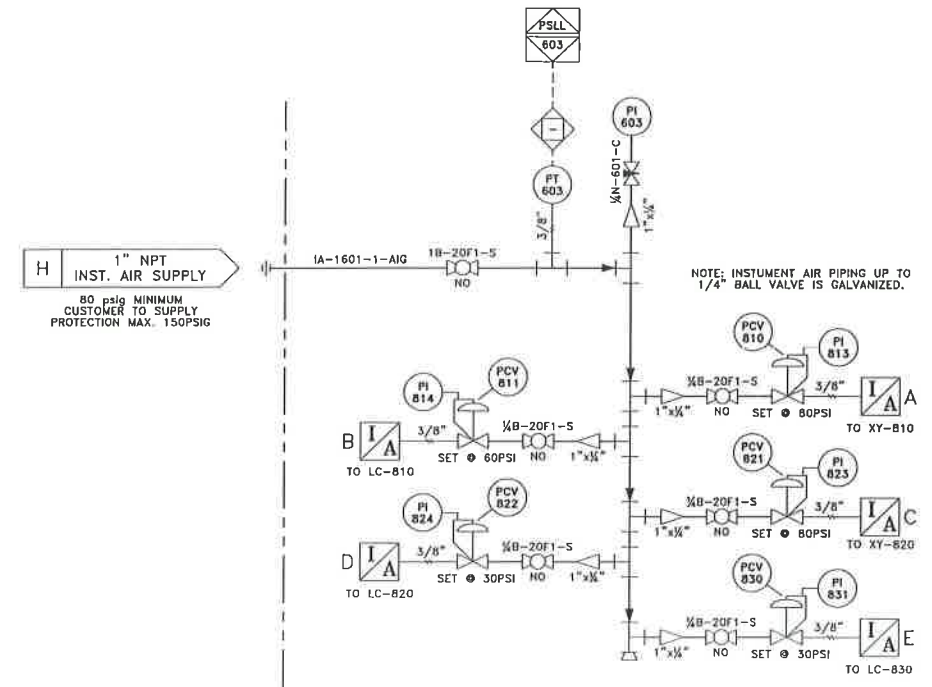 PSLL
603
PI
603
PT
603
¼N-601-C
1"x¼"
3/8"
H
1" NPT
INST. AIR SUPPLY
80 psig MINIMUM
CUSTOMER TO SUPPLY
PROTECTION MAX. 150PSIG
IA-1601-1-AIG
1B-20F1-S
NO
NOTE: INSTUMENT AIR PIPING UP TO
1/4" BALL VALVE IS GALVANIZED.
PCV
810
PI
813
¼B-20F1-S
3/8"
1"x¼"
NO
SET @ 80PSI
I
A
A
TO XY-810
PI
814
PCV
811
B
I
A
3/8"
¼B-20F1-S
SET @ 60PSI
NO
1"x¼"
TO LC-810
PCV
821
PI
823
¼B-20F1-S
3/8"
1"x¼"
NO
SET @ 80PSI
I
A
C
TO XY-820
PI
824
PCV
822
D
I
A
3/8"
¼B-20F1-S
SET @ 30PSI
NO
1"x¼"
TO LC-820
PCV
830
PI
831
¼B-20F1-S
3/8"
1"x¼"
NO
SET @ 30PSI
I
A
E
TO LC-830